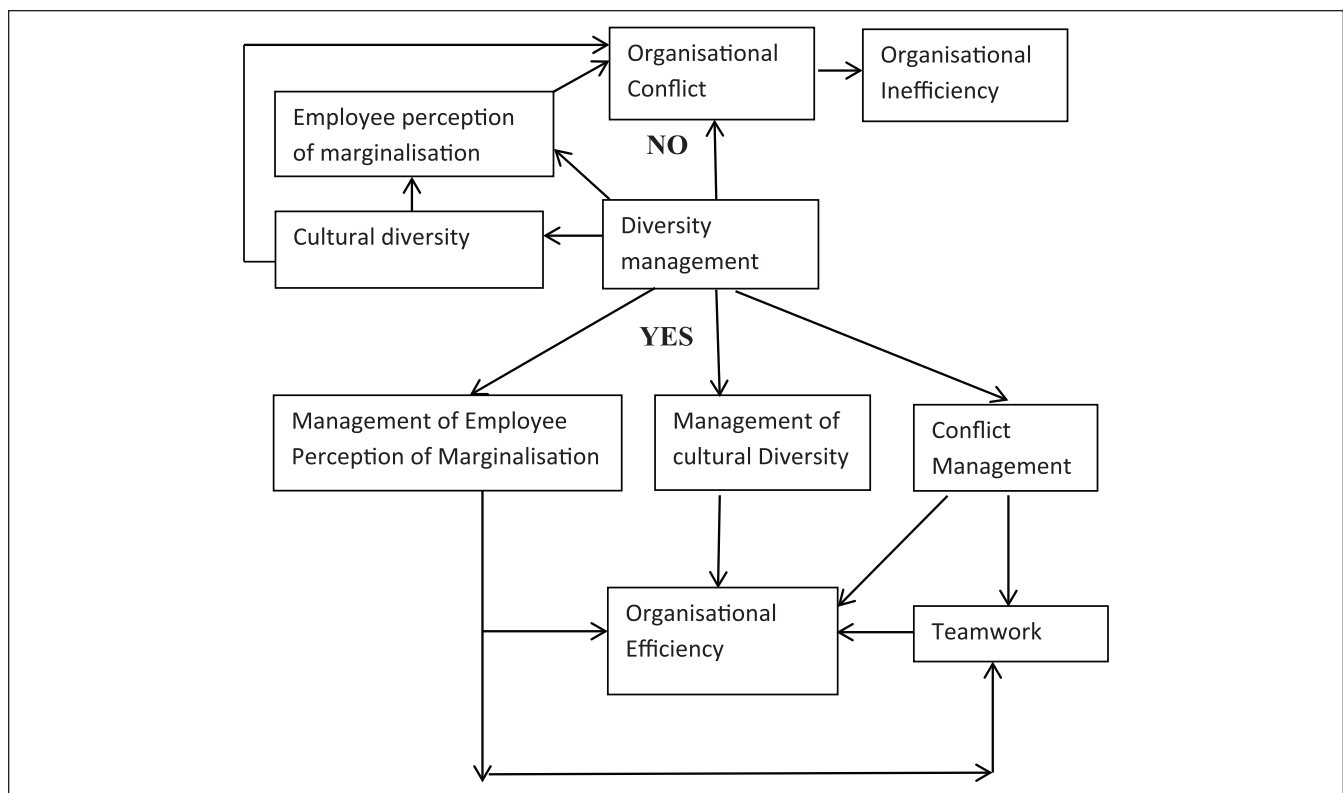 Organisational
Conflict
Organisational
Inefficiency
Employee perception
of marginalisation
NO
Cultural diversity
Diversity
management
YES
Management of Employee
Perception of Marginalisation
Management of
cultural Diversity
Conflict
Management
Organisational
Efficiency
Teamwork